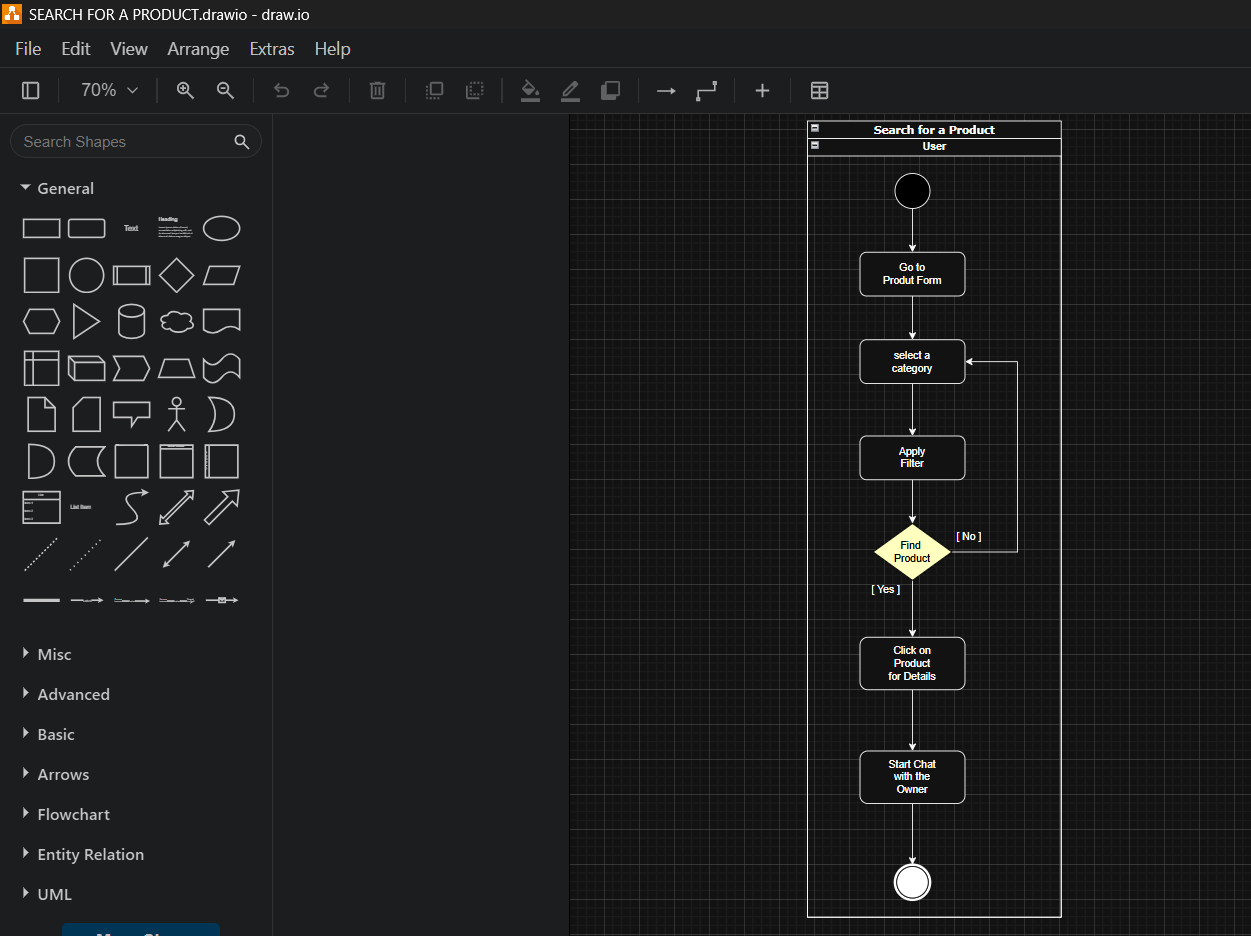 SEARCH FOR A PRODUCT.drawio - draw.io
File Edit View Arrange Extras Help
70%
Search Shapes
General
Text
Heading
List Item
Misc
Advanced
Basic
Arrows
Flowchart
Entity Relation
UML
Search for a Product
User
Go to
Produt Form
select a
category
Apply
Filter
Find
Product
[ No ]
[ Yes ]
Click on
Product
for Details
Start Chat
with the
Owner